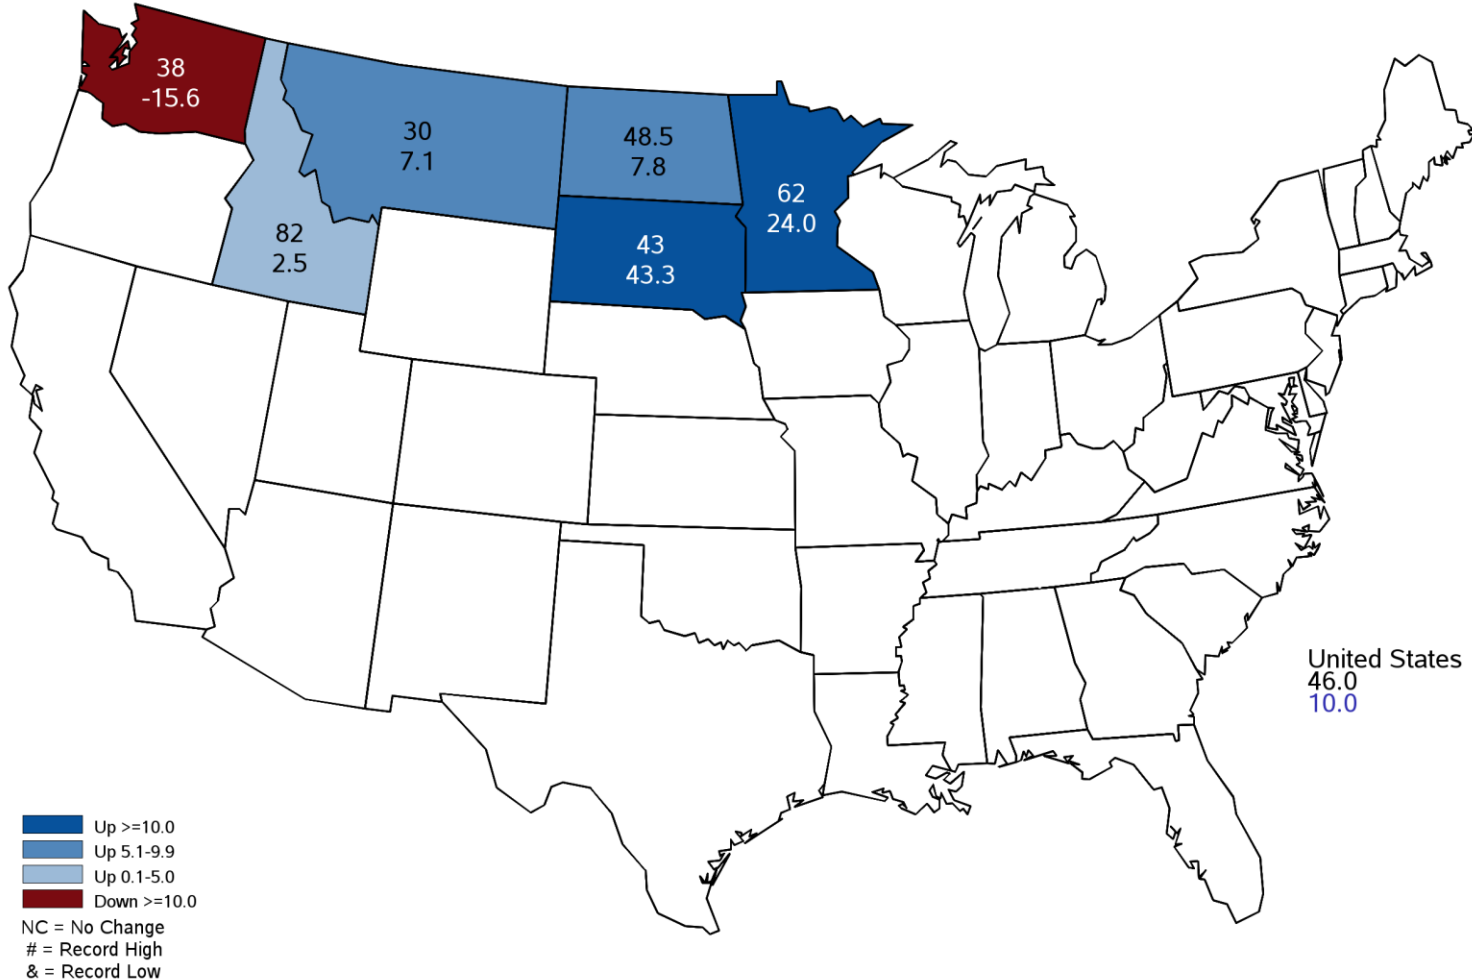 38
-15.6
30
7.1
48.5
7.8
62
24.0
82
2.5
43
43.3
United States
46.0
10.0
Up >=10.0
Up 5.1-9.9
Up 0.1-5.0
Down >=10.0
NC = No Change
# = Record High
& = Record Low